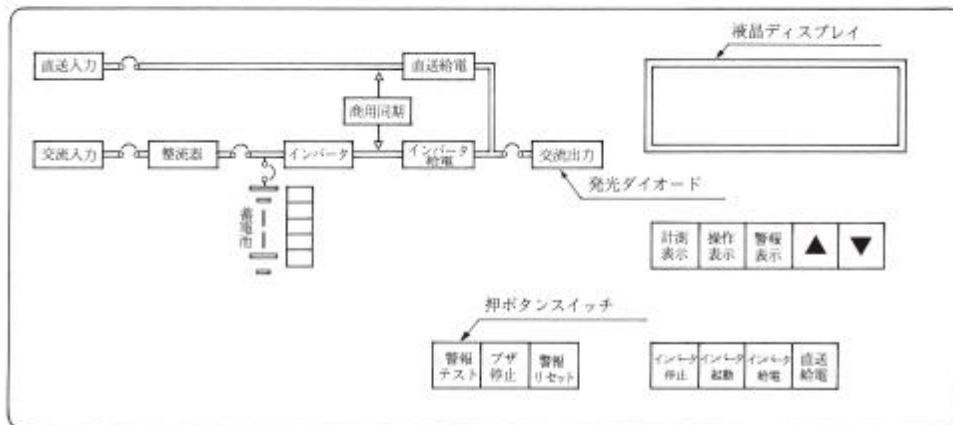 液晶ディスプレイ
直送入力
直送給電
商用同期
交流入力
整流器
インバータ
インバータ
給電
交流出力
発光ダイオード
蓄電池
計測
表示
操作
表示
警報
表示
▲
▼
押ボタンスイッチ
警報
テスト
ブザ
停止
警報
リセット
インバータ
停止
インバータ
起動
インバータ
給電
直送
給電